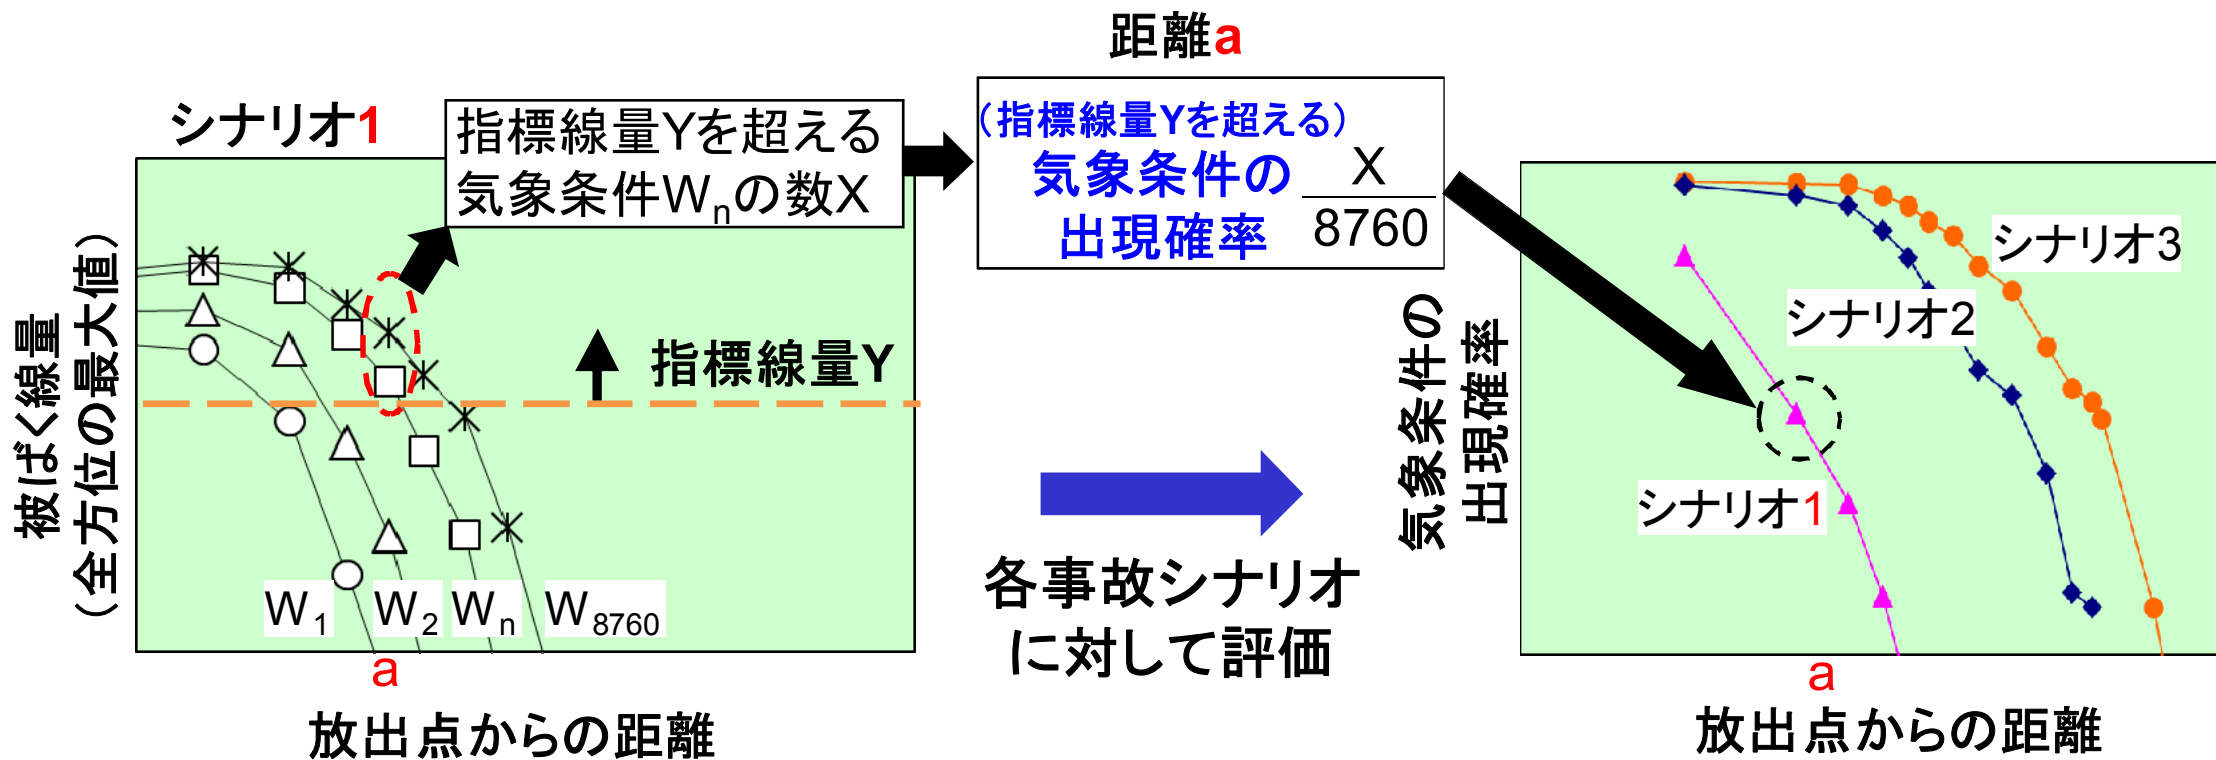 シナリオ1
指標線量Yを超える
気象条件Wnの数X
距離a
（指標線量Yを超える）
気象条件の
出現確率
X
8760
被ばく線量
（全方位の最大値）
指標線量Y
W1
W2
Wn
W8760
a
放出点からの距離
各事故シナリオ
に対して評価
気象条件の
出現確率
シナリオ3
シナリオ2
シナリオ1
a
放出点からの距離